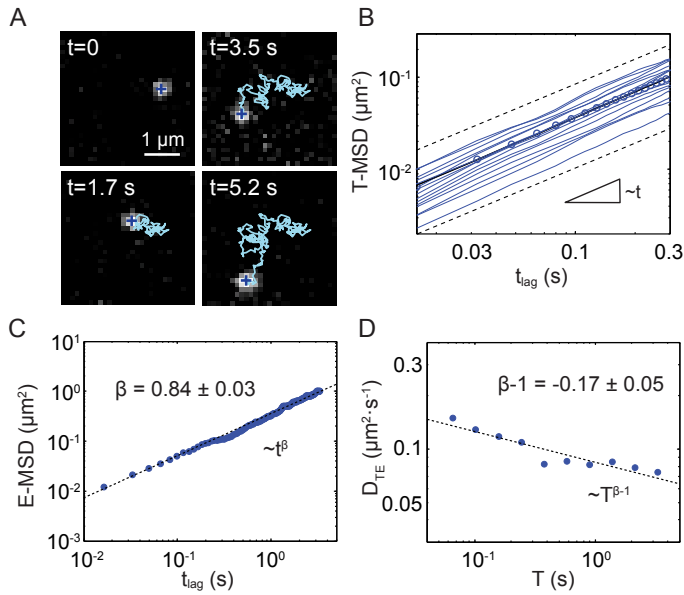 A
t=0
1 μm
t=3.5 s
t=1.7 s
t=5.2 s
B
T-MSD (μm²)
10⁻¹
10⁻²
~t
0.03
0.1
0.3
t_lag (s)
C
E-MSD (μm²)
10¹
10⁰
10⁻¹
10⁻²
10⁻³
β = 0.84 ± 0.03
~t^β
10⁻²
10⁻¹
10⁰
t_lag (s)
D
D_TE (μm²·s⁻¹)
0.3
0.1
0.05
β-1 = -0.17 ± 0.05
~T^β-1
10⁻¹
10⁰
T (s)